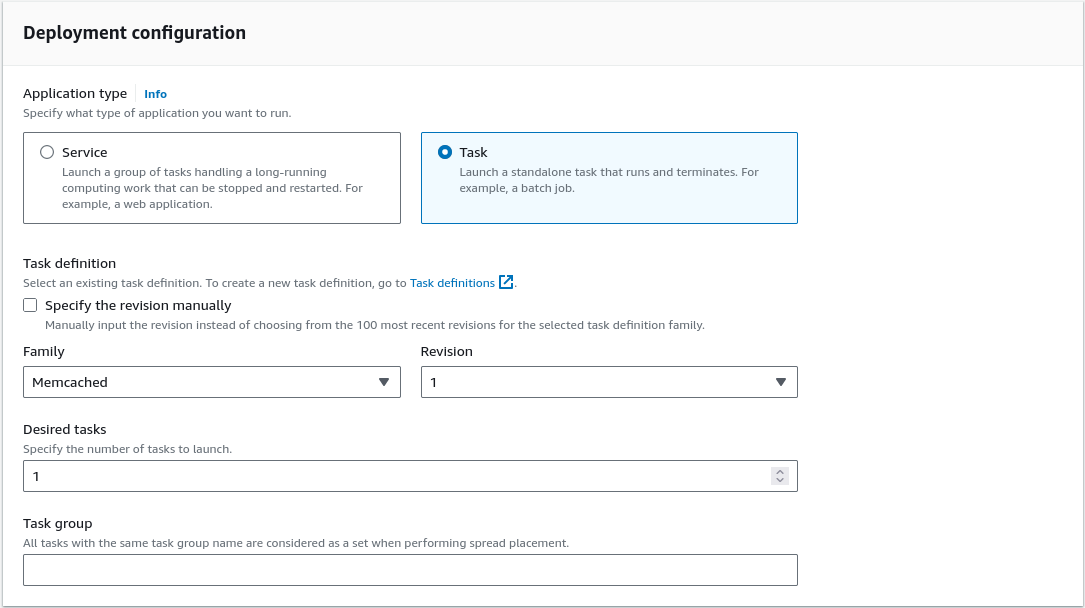 Deployment configuration
Application type Info
Specify what type of application you want to run.
Service
Launch a group of tasks handling a long-running
computing work that can be stopped and restarted. For
example, a web application.
Task
Launch a standalone task that runs and terminates. For
example, a batch job.
Task definition
Select an existing task definition. To create a new task definition, go to Task definitions.
Specify the revision manually
Manually input the revision instead of choosing from the 100 most recent revisions for the selected task definition family.
Family
Memcached
Revision
1
Desired tasks
Specify the number of tasks to launch.
1
Task group
All tasks with the same task group name are considered as a set when performing spread placement.